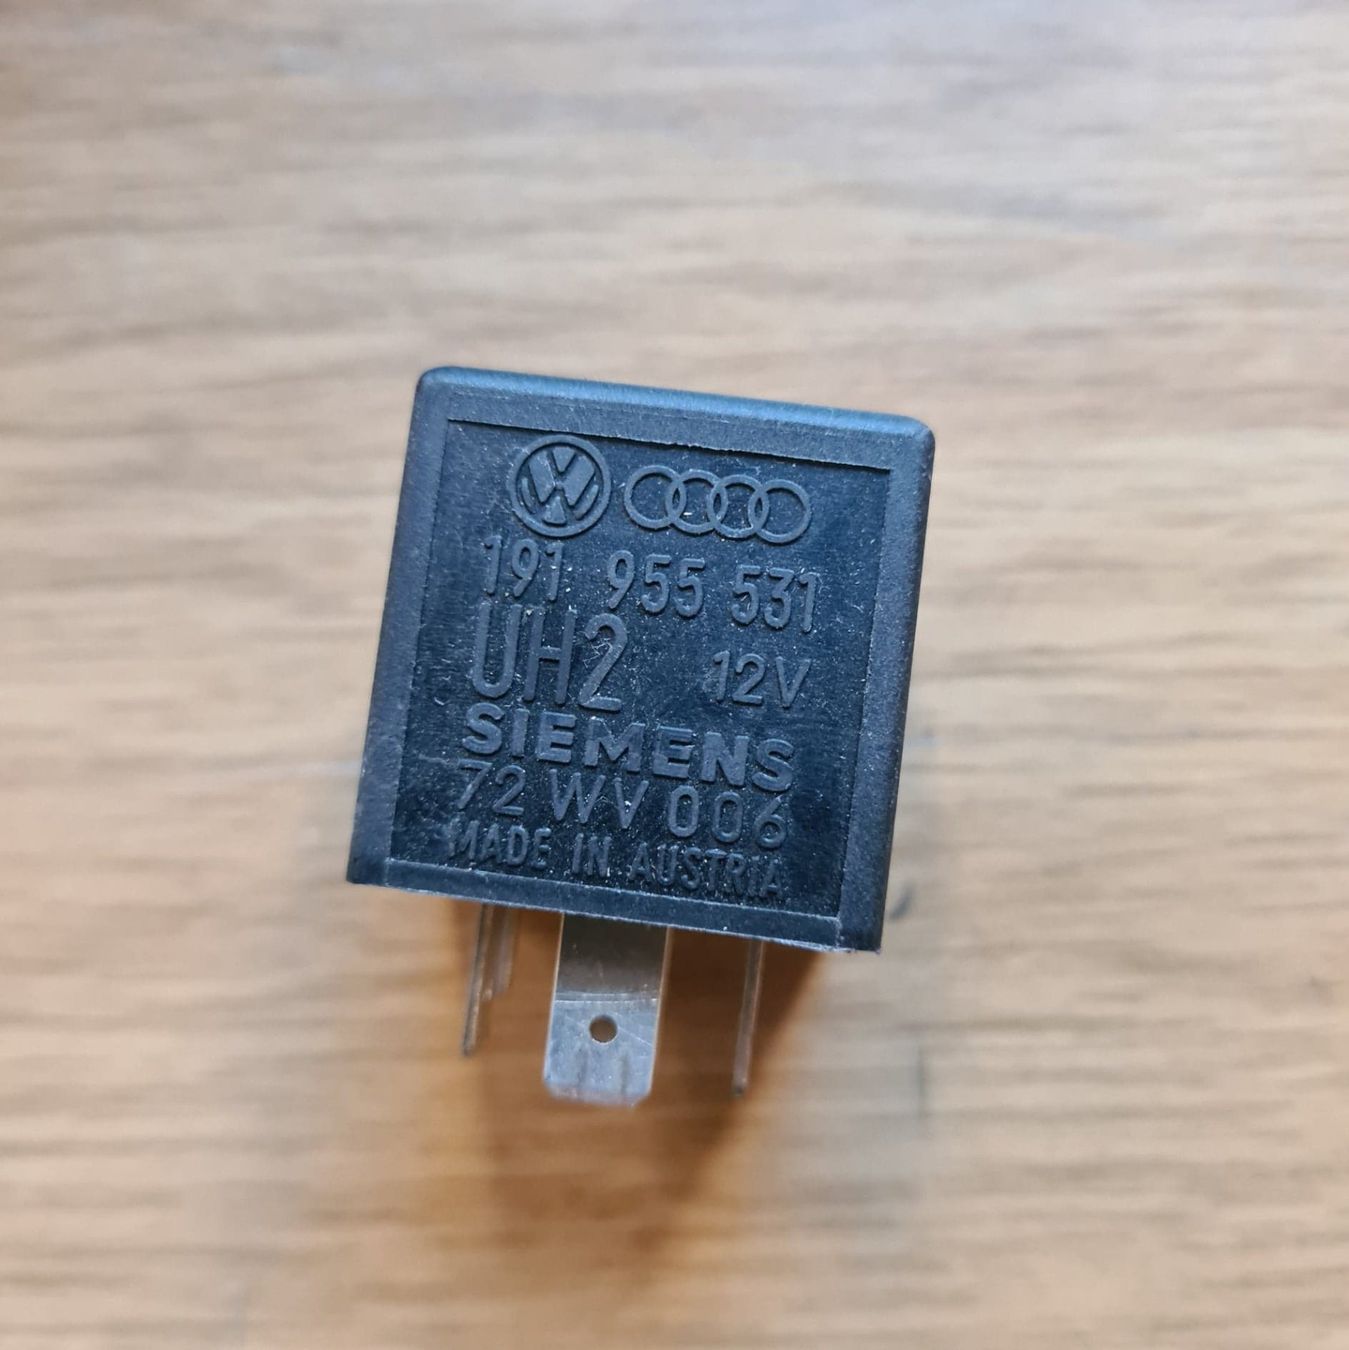 191 955 531
UH2 12V
SIEMENS
72 WV 006
MADE IN AUSTRIA